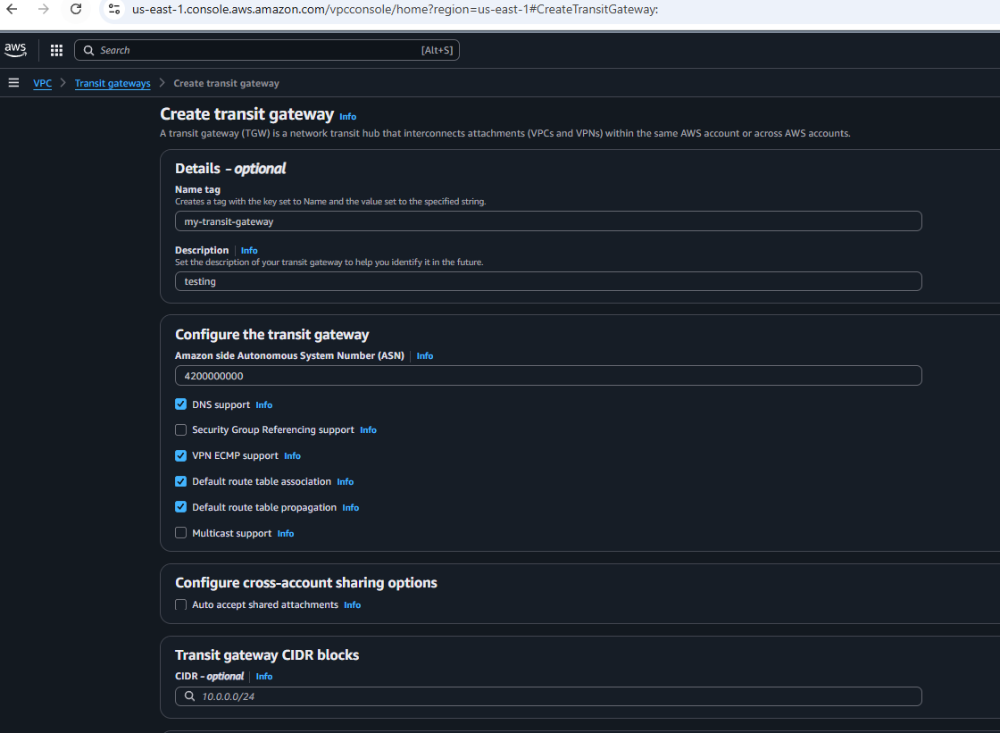 us-east-1.console.aws.amazon.com/vpcconsole/home?region=us-east-1#CreateTransitGateway:
aws
Search [Alt+S]
VPC > Transit gateways > Create transit gateway
Create transit gateway Info
A transit gateway (TGW) is a network transit hub that interconnects attachments (VPCs and VPNs) within the same AWS account or across AWS accounts.
Details - optional
Name tag
Creates a tag with the key set to Name and the value set to the specified string.
my-transit-gateway
Description | Info
Set the description of your transit gateway to help you identify it in the future.
testing
Configure the transit gateway
Amazon side Autonomous System Number (ASN) | Info
4200000000
DNS support Info
Security Group Referencing support Info
VPN ECMP support Info
Default route table association Info
Default route table propagation Info
Multicast support Info
Configure cross-account sharing options
Auto accept shared attachments Info
Transit gateway CIDR blocks
CIDR - optional | Info
10.0.0.0/24